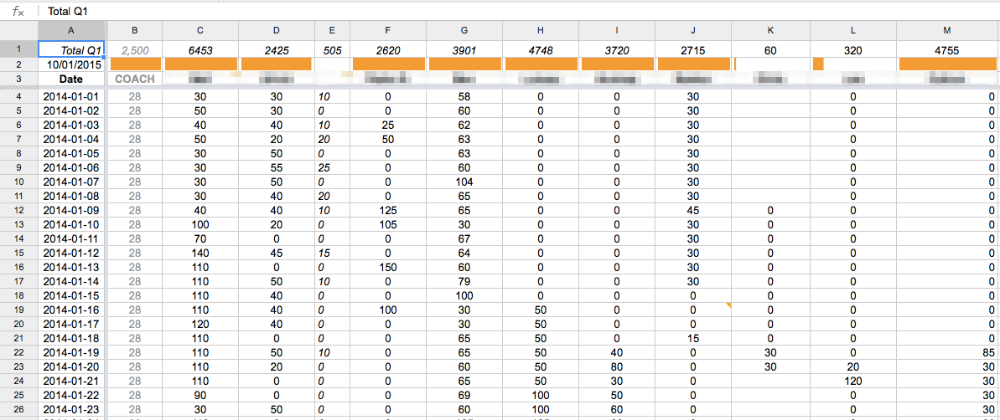 fx Total Q1
A B C D E F G H I J K L M
1 Total Q1 2,500 6453 2425 505 2620 3901 4748 3720 2715 60 320 4755
2 10/01/2015
3 Date COACH
4 2014-01-01 28 30 30 10 0 58 0 0 30 0 0
5 2014-01-02 28 50 30 0 0 60 0 0 30 0 0
6 2014-01-03 28 40 40 10 25 62 0 0 30 0 0
7 2014-01-04 28 50 20 20 50 63 0 0 30 0 0
8 2014-01-05 28 30 50 0 0 63 0 0 30 0 0
9 2014-01-06 28 30 55 25 0 60 0 0 30 0 0
10 2014-01-07 28 30 50 0 0 104 0 0 30 0 0
11 2014-01-08 28 30 40 20 0 65 0 0 30 0 0
12 2014-01-09 28 40 40 10 125 65 0 0 45 0 0 0
13 2014-01-10 28 100 20 0 105 30 0 0 30 0 0 0
14 2014-01-11 28 70 0 0 0 67 0 0 30 0 0 0
15 2014-01-12 28 140 45 15 0 64 0 0 30 0 0 0
16 2014-01-13 28 110 0 0 150 60 0 0 30 0 0 0
17 2014-01-14 28 110 50 10 0 79 0 0 30 0 0 0
18 2014-01-15 28 110 40 0 0 100 0 0 0 0 0 0
19 2014-01-16 28 110 40 0 100 30 50 0 0 0 0 0
20 2014-01-17 28 120 40 0 0 30 50 0 0 0 0 0
21 2014-01-18 28 110 0 0 0 65 50 0 15 0 0 0
22 2014-01-19 28 110 50 10 0 65 50 40 0 30 0 85
23 2014-01-20 28 110 20 0 0 60 50 80 0 30 20 30
24 2014-01-21 28 110 0 0 0 65 50 30 0 120 30
25 2014-01-22 28 90 0 0 0 69 100 50 0 0 30
26 2014-01-23 28 30 50 0 0 60 100 60 0 0 30